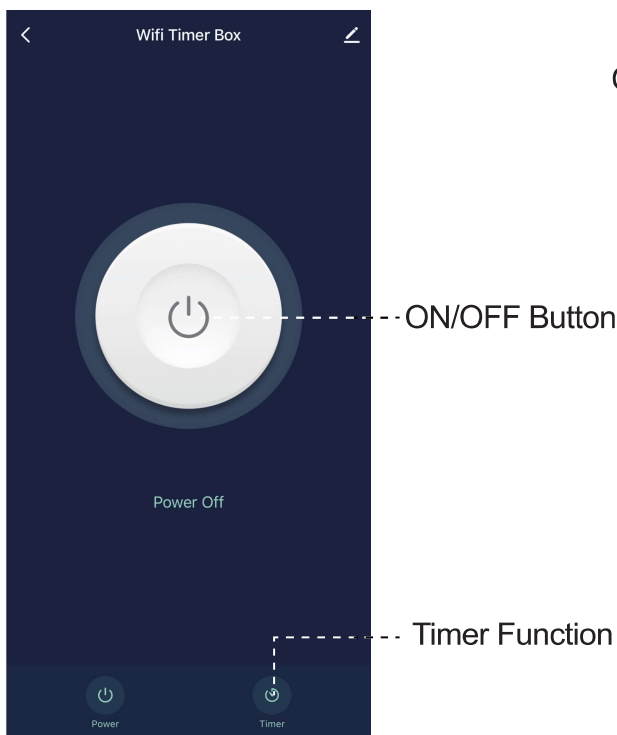 Wifi Timer Box
ON/OFF Button
Power Off
Timer Function
Power
Timer